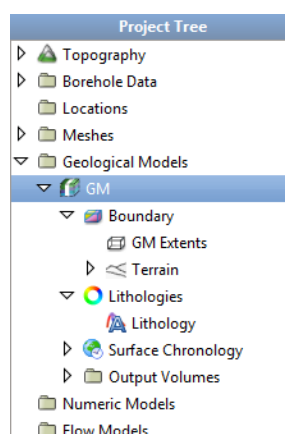 Project Tree
Topography
Borehole Data
Locations
Meshes
Geological Models
GM
Boundary
GM Extents
Terrain
Lithologies
Lithology
Surface Chronology
Output Volumes
Numeric Models
Flow Models